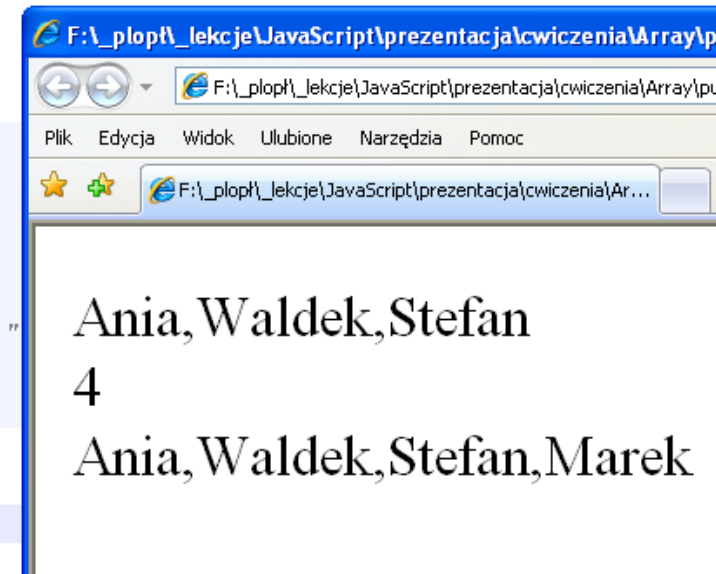 F:\_plopł\_lekcje\JavaScript\prezentacja\cwiczenia\Array\p
F:\_plopł\_lekcje\JavaScript\prezentacja\cwiczenia\Array\pu
Plik Edycja Widok Ulubione Narzędzia Pomoc
F:\_plopł\_lekcje\JavaScript\prezentacja\cwiczenia\Ar...
"
Ania,Waldek,Stefan
4
Ania,Waldek,Stefan,Marek